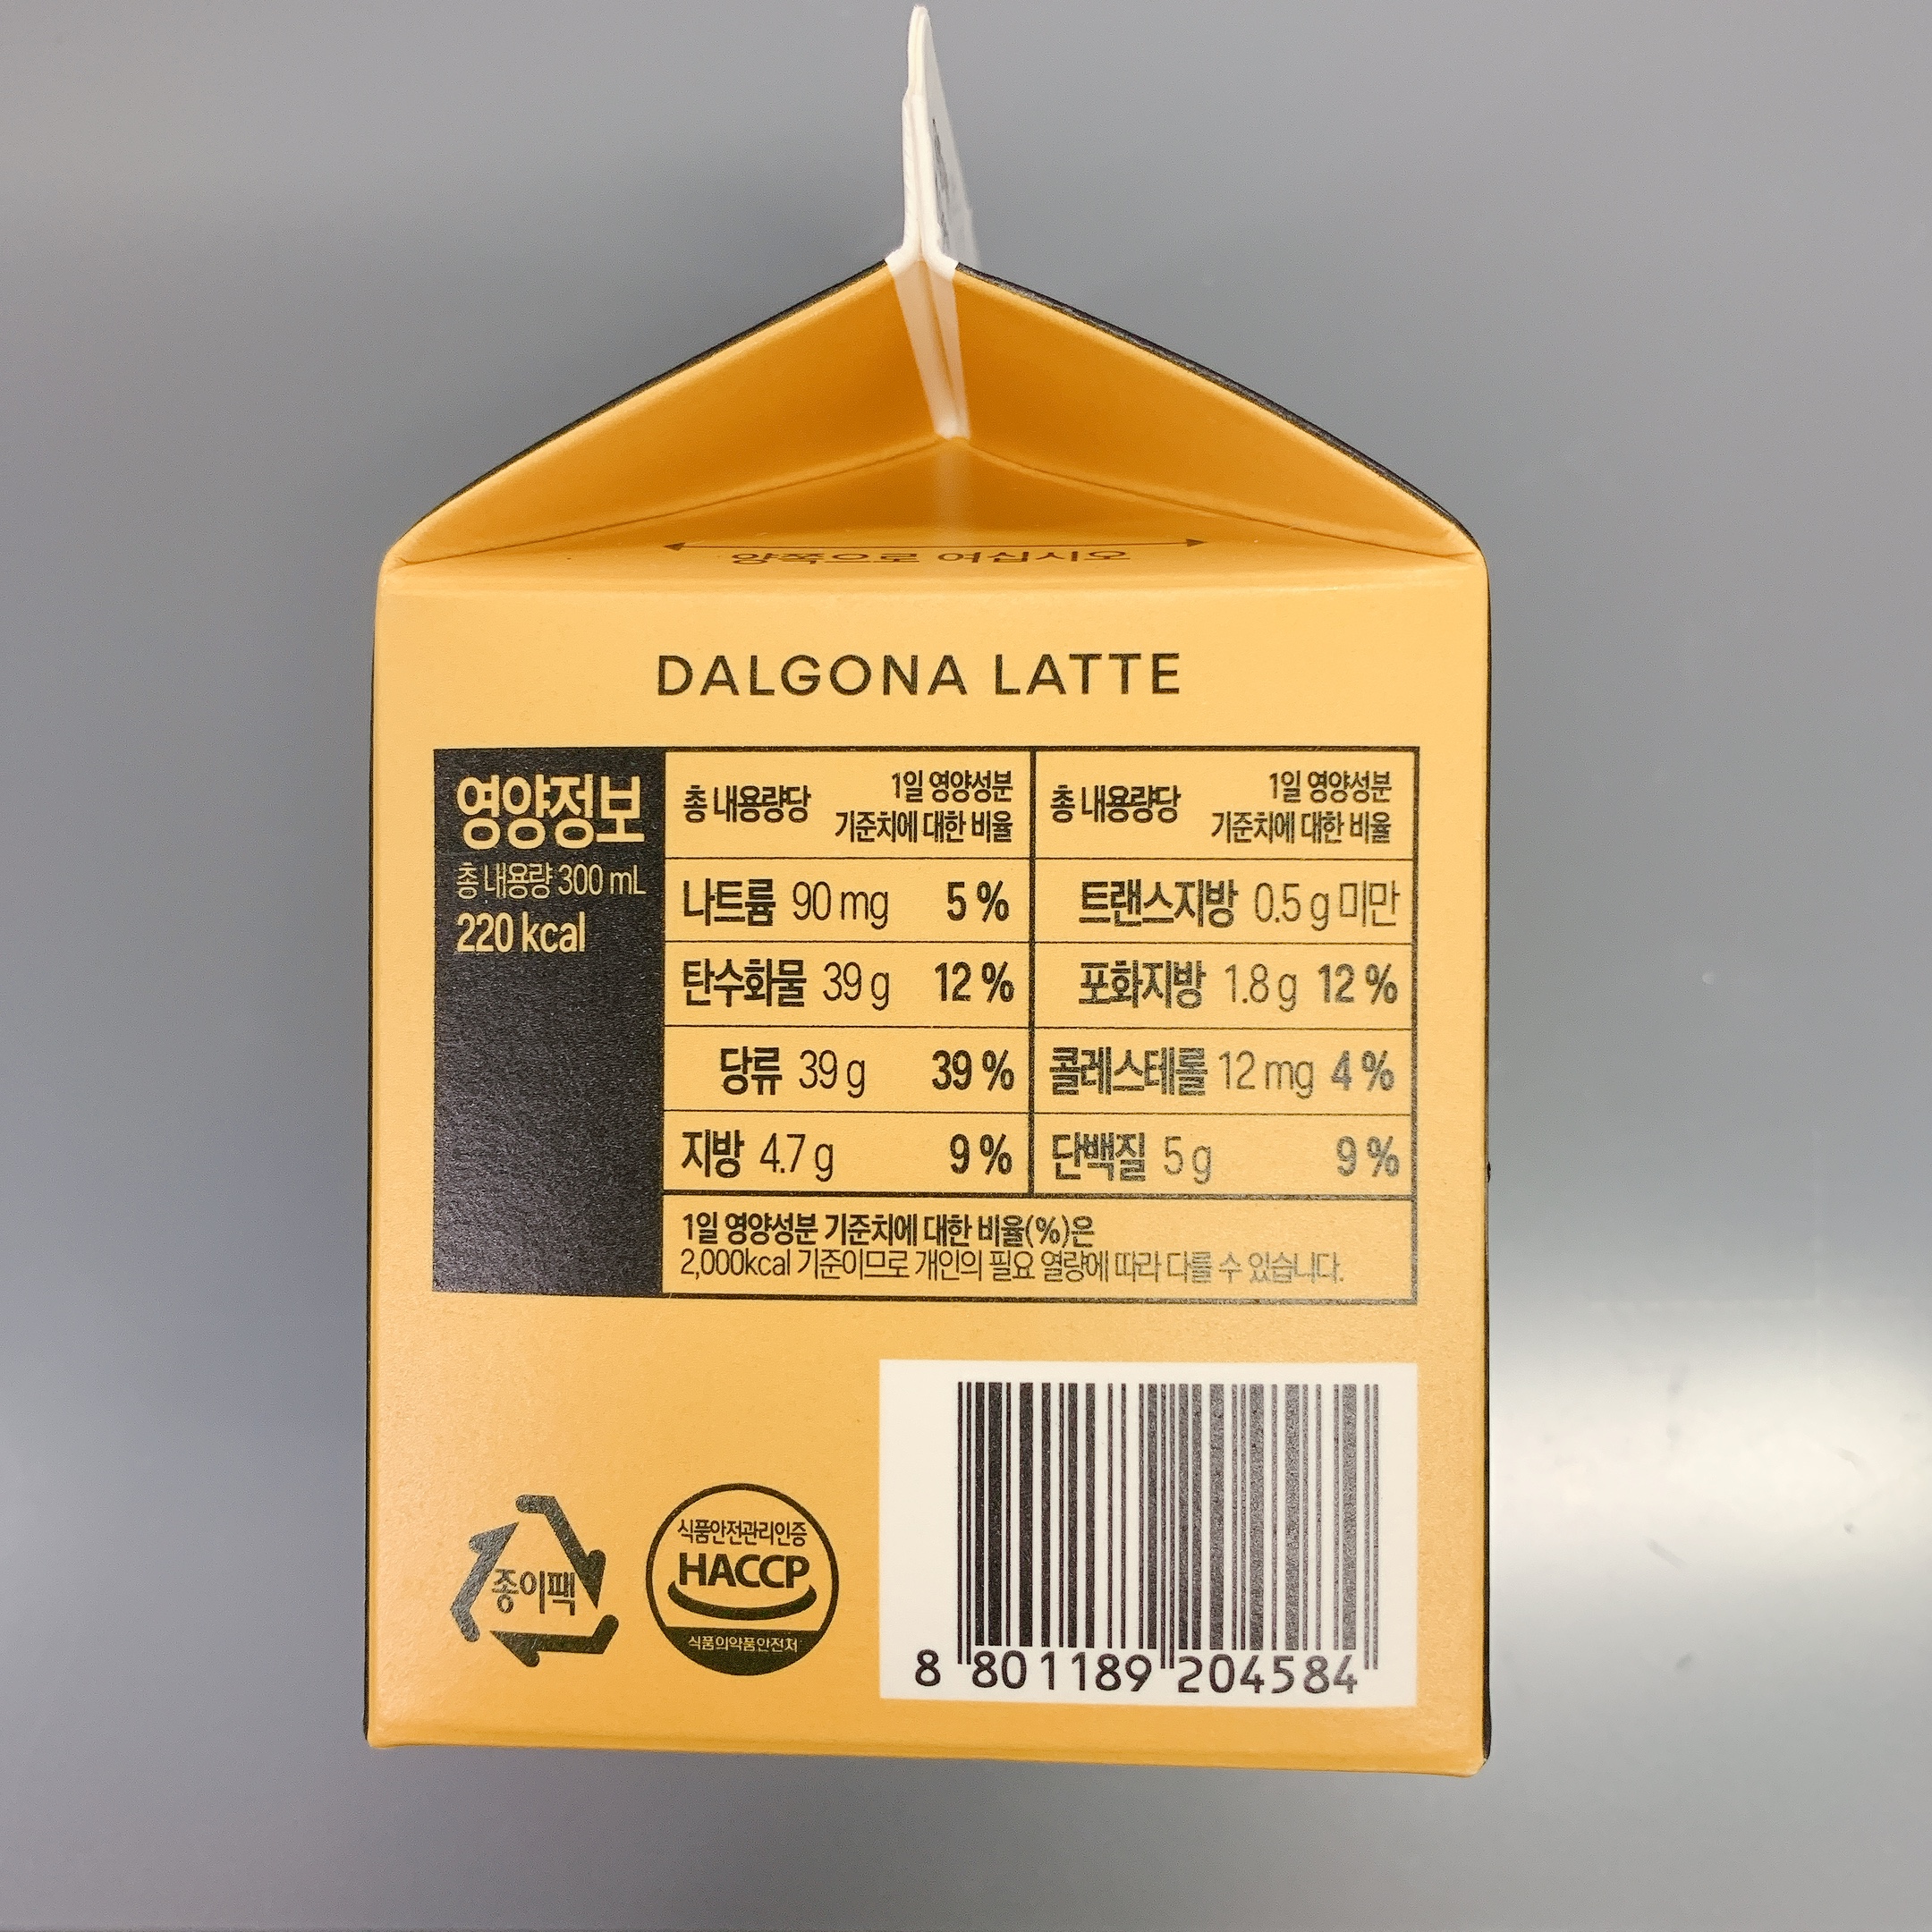 양쪽으로 여십시오
DALGONA LATTE
영양정보
총 내용량 300 mL
220 kcal
총 내용량당 1일 영양성분 기준치에 대한 비율
나트륨 90 mg 5 %
탄수화물 39 g 12 %
당류 39 g 39 %
지방 4.7 g 9 %
총 내용량당 1일 영양성분 기준치에 대한 비율
트랜스지방 0.5 g 미만
포화지방 1.8 g 12 %
콜레스테롤 12 mg 4 %
단백질 5 g 9 %
1일 영양성분 기준치에 대한 비율(%)은
2,000kcal 기준이므로 개인의 필요 열량에 따라 다를 수 있습니다.
종이팩
식품안전관리인증
HACCP
식품의약품안전처
8 801189 204584